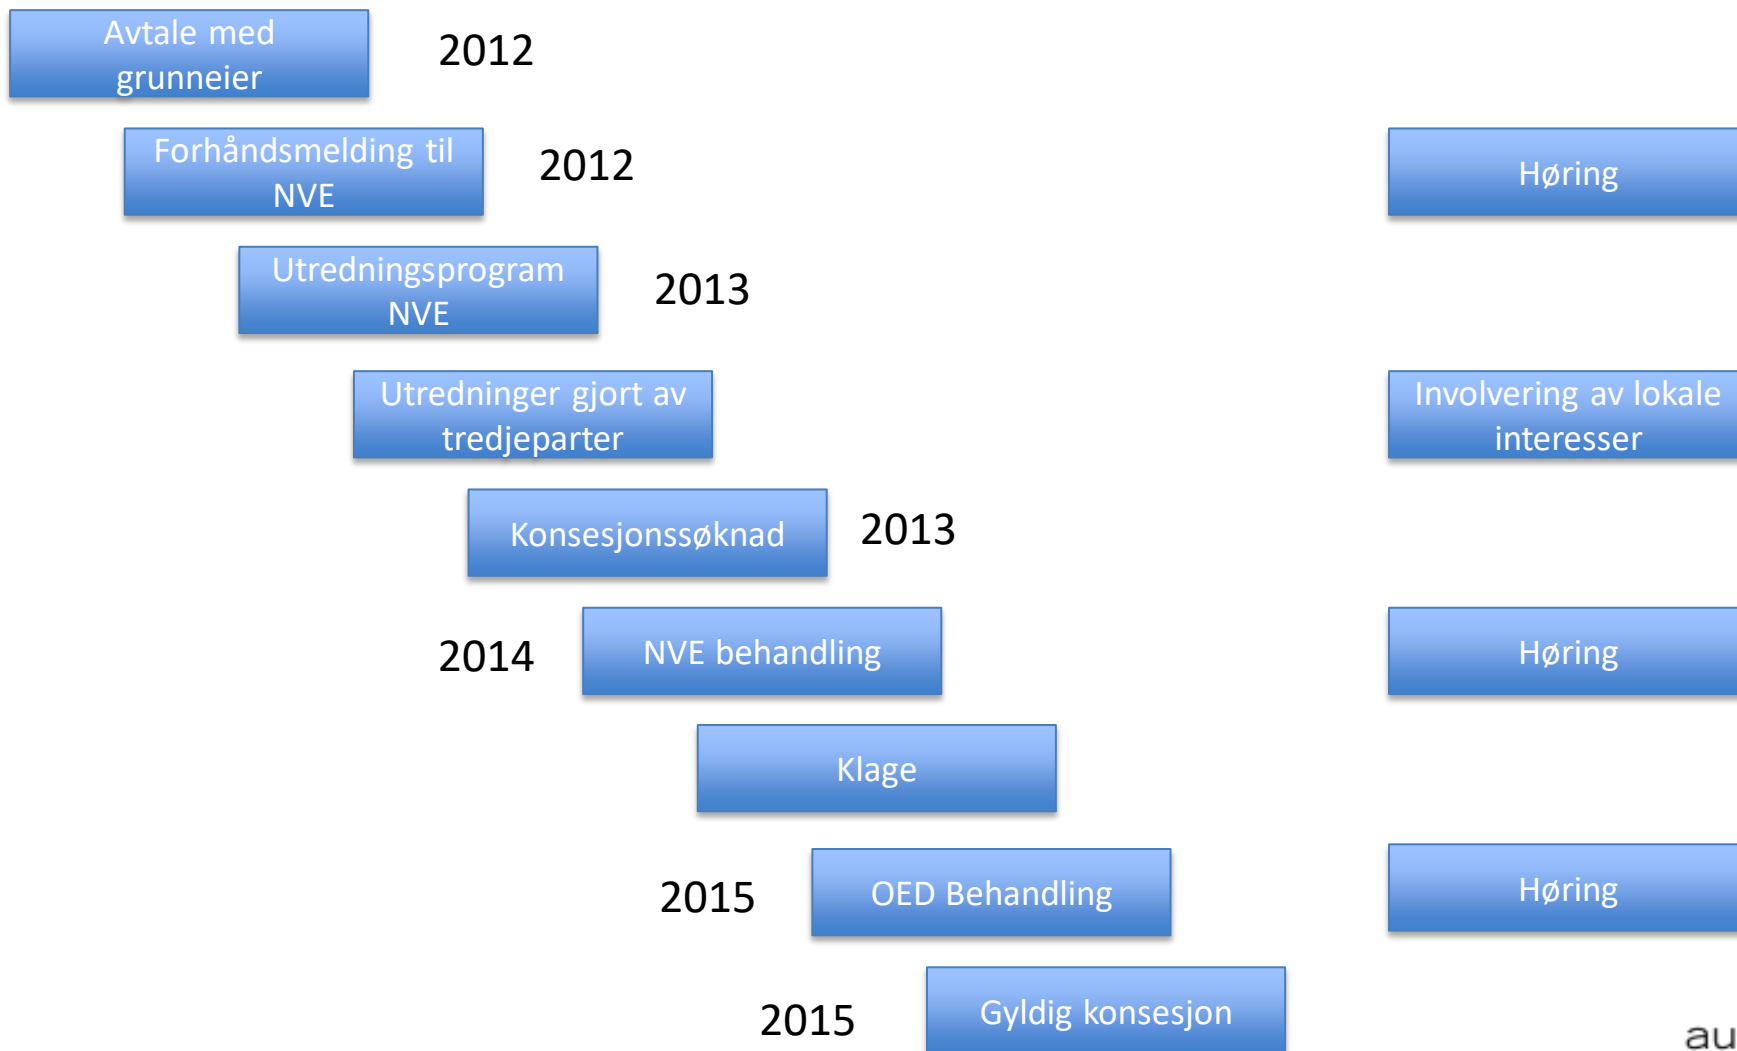 Avtale med
grunneier
2012
Forhåndsmelding til
NVE
2012
Høring
Utredningsprogram
NVE
2013
Utredninger gjort av
tredjeparter
Involvering av lokale
interesser
Konsesjonssøknad
2013
2014
NVE behandling
Høring
Klage
2015
OED Behandling
Høring
2015
Gyldig konsesjon
au